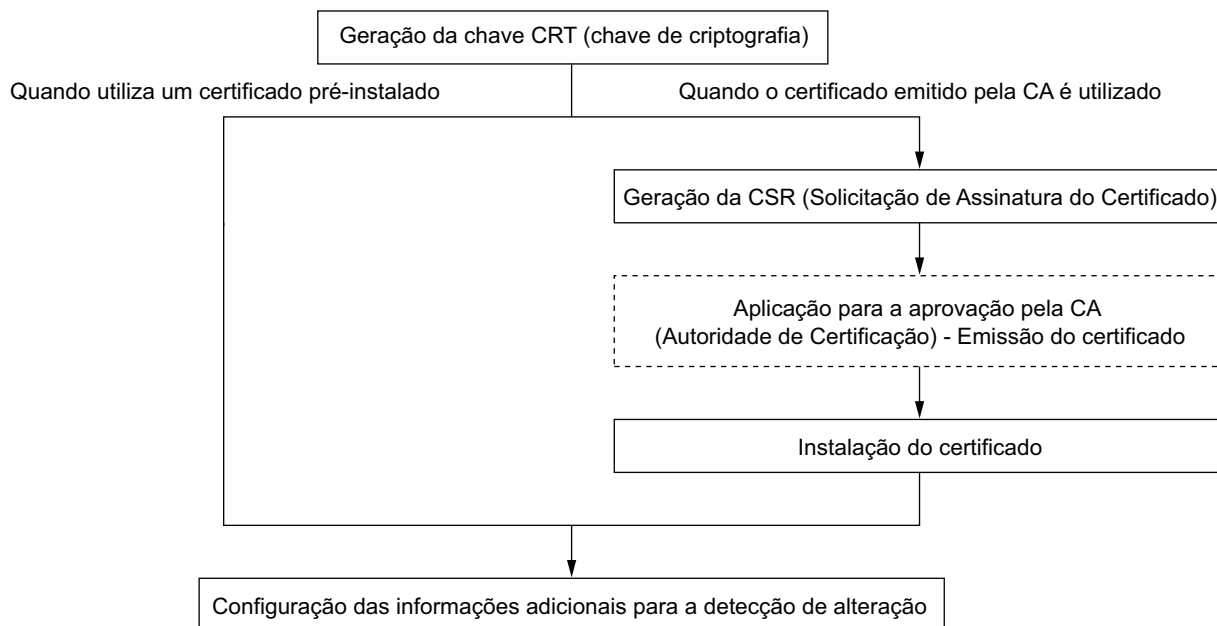 Geração da chave CRT (chave de criptografia)
Quando utiliza um certificado pré-instalado
Quando o certificado emitido pela CA é utilizado
Geração da CSR (Solicitação de Assinatura do Certificado)
Aplicação para a aprovação pela CA
(Autoridade de Certificação) - Emissão do certificado
Instalação do certificado
Configuração das informações adicionais para a detecção de alteração